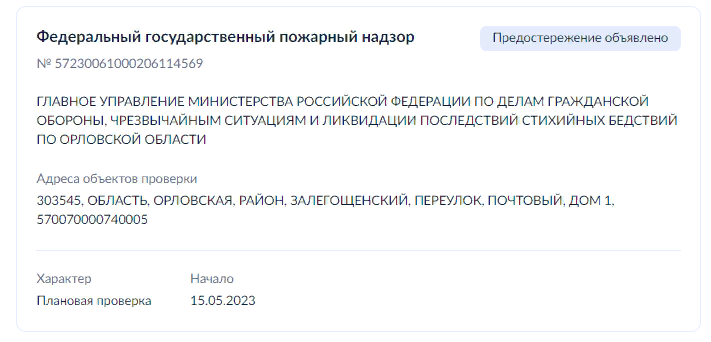 Федеральный государственный пожарный надзор
Предостережение объявлено
№ 57230061000206114569
ГЛАВНОЕ УПРАВЛЕНИЕ МИНИСТЕРСТВА РОССИЙСКОЙ ФЕДЕРАЦИИ ПО ДЕЛАМ ГРАЖДАНСКОЙ
ОБОРОНЫ, ЧРЕЗВЫЧАЙНЫМ СИТУАЦИЯМ И ЛИКВИДАЦИИ ПОСЛЕДСТВИЙ СТИХИЙНЫХ БЕДСТВИЙ
ПО ОРЛОВСКОЙ ОБЛАСТИ
Адреса объектов проверки
303545, ОБЛАСТЬ, ОРЛОВСКАЯ, РАЙОН, ЗАЛЕГОЩЕНСКИЙ, ПЕРЕУЛОК, ПОЧТОВЫЙ, ДОМ 1,
570070000740005
Характер
Начало
Плановая проверка
15.05.2023